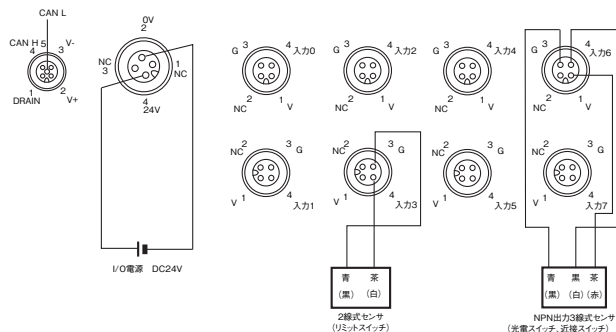 CAN L
CAN H 5
4
3 V-
1
DRAIN
2
V+
0V
2
NC
3
1
NC
4
24V
I/O電源 DC24V
G 3
4
入力0
2
NC
1 V
G 3
4
入力2
2
NC
1 V
G 3
4
入力4
2
NC
1 V
G 3
4
入力6
2
NC
1 V
NC 2
3 G
V 1
4
入力1
NC 2
3 G
V 1
4
入力3
NC 2
3 G
V 1
4
入力5
NC 2
3 G
V 1
4
入力7
青 茶
(黒) (白)
2線式センサ
(リミットスイッチ)
青 黒 茶
(黒) (白) (赤)
NPN出力3線式センサ
(光電スイッチ、近接スイッチ)